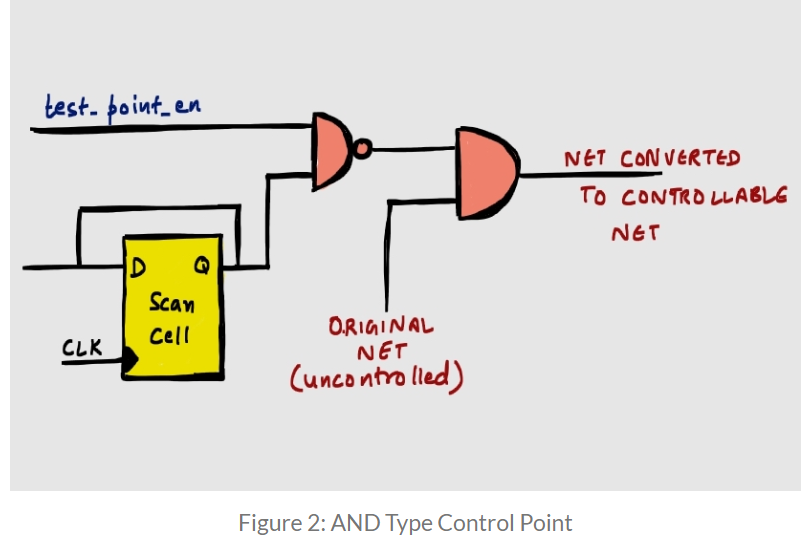 test_point_en
NET CONVERTED
TO CONTROLLABLE
NET
D Q
Scan
Cell
CLK
ORIGINAL
NET
(uncontrolled)
Figure 2: AND Type Control Point